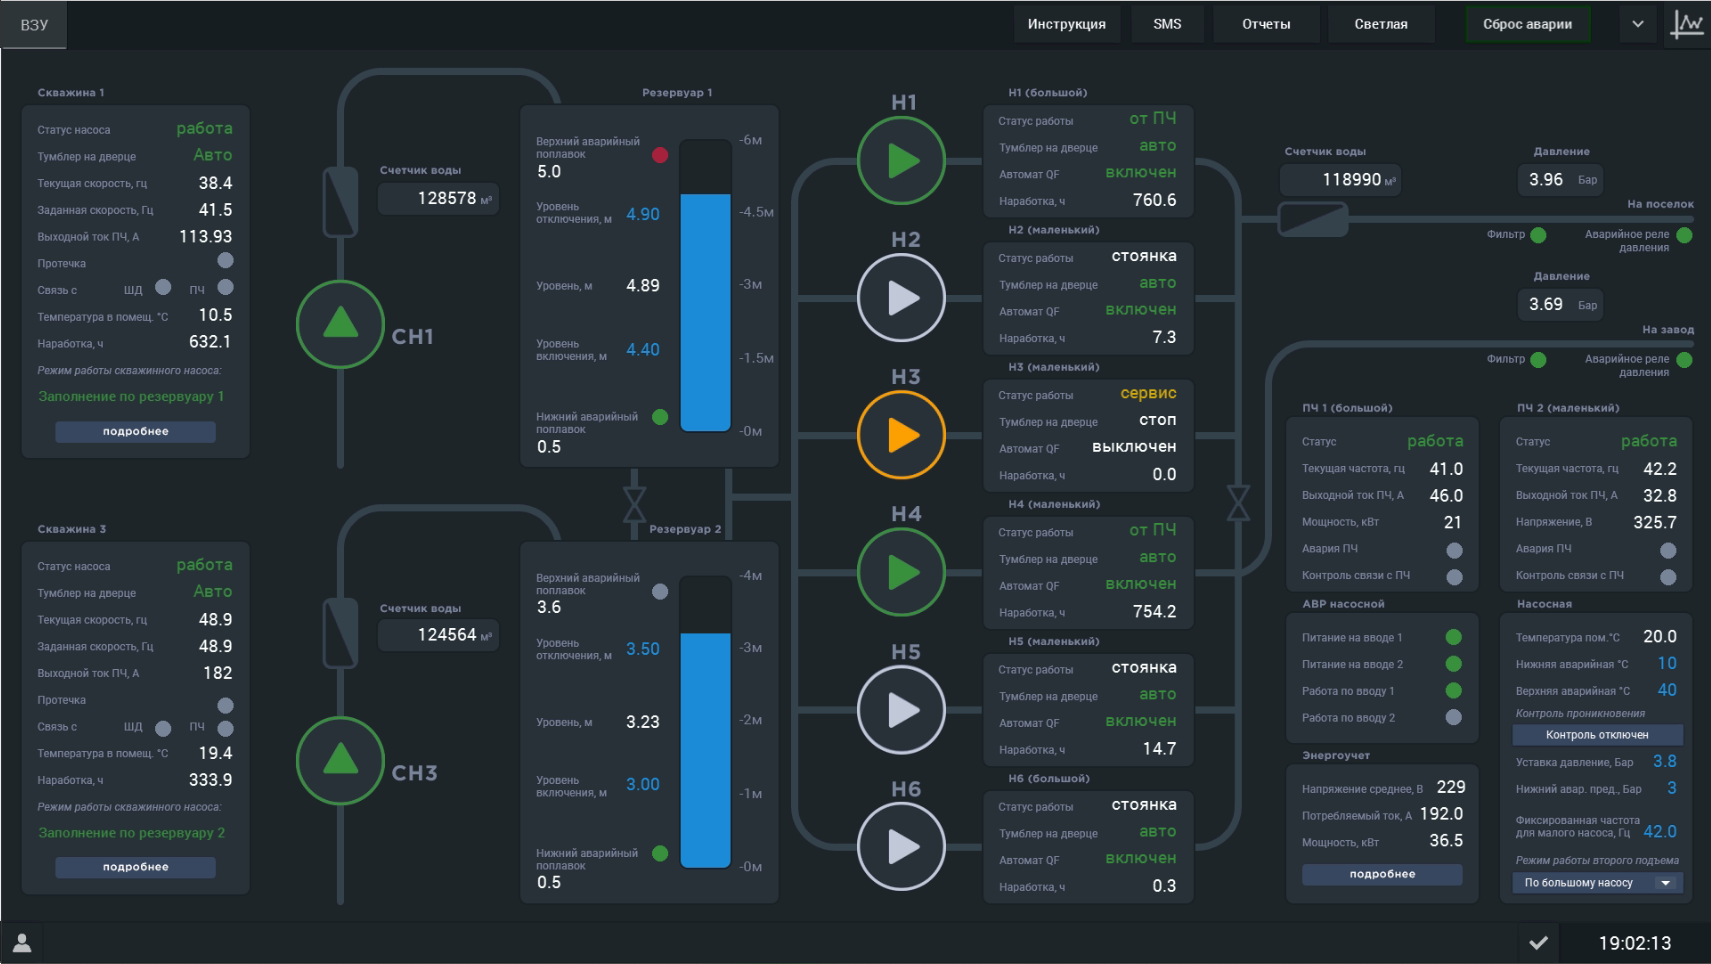 ВЗУ
Инструкция
SMS
Отчеты
Светлая
Сброс аварии
Скважина 1
Статус насоса работа
Тумблер на дверце Авто
Текущая скорость, гц 38.4
Заданная скорость, Гц 41.5
Выходной ток ПЧ, А 113.93
Протечка
Связь с ШД ПЧ
Температура в помещ. °C 10.5
Наработка, ч 632.1
Режим работы скважинного насоса:
Заполнение по резервуару 1
подробнее
Счетчик воды
128578 м³
СН1
Резервуар 1
Верхний аварийный
поплавок
5.0
Уровень
отключения, м 4.90
Уровень, м 4.89
Уровень
включения, м 4.40
Нижний аварийный
поплавок
0.5
-6м
-4.5м
-3м
-1.5м
-0м
Скважина 3
Статус насоса работа
Тумблер на дверце Авто
Текущая скорость, гц 48.9
Заданная скорость, Гц 48.9
Выходной ток ПЧ, А 182
Протечка
Связь с ШД ПЧ
Температура в помещ. °C 19.4
Наработка, ч 333.9
Режим работы скважинного насоса:
Заполнение по резервуару 2
подробнее
Счетчик воды
124564 м³
СН3
Резервуар 2
Верхний аварийный
поплавок
3.6
Уровень
отключения, м 3.50
Уровень, м 3.23
Уровень
включения, м 3.00
Нижний аварийный
поплавок
0.5
-4м
-3м
-2м
-1м
-0м
Н1
Н1 (большой)
Статус работы от ПЧ
Тумблер на дверце авто
Автомат QF включен
Наработка, ч 760.6
Н2
Н2 (маленький)
Статус работы стоянка
Тумблер на дверце авто
Автомат QF включен
Наработка, ч 7.3
Н3
Н3 (маленький)
Статус работы сервис
Тумблер на дверце стоп
Автомат QF выключен
Наработка, ч 0.0
Н4
Н4 (маленький)
Статус работы от ПЧ
Тумблер на дверце авто
Автомат QF включен
Наработка, ч 754.2
Н5
Н5 (маленький)
Статус работы стоянка
Тумблер на дверце авто
Автомат QF включен
Наработка, ч 14.7
Н6
Н6 (большой)
Статус работы стоянка
Тумблер на дверце авто
Автомат QF включен
Наработка, ч 0.3
Счетчик воды
118990 м³
Давление
3.96 Бар
На поселок
Фильтр
Аварийное реле
давления
Давление
3.69 Бар
На завод
Фильтр
Аварийное реле
давления
ПЧ 1 (большой)
Статус работа
Текущая частота, гц 41.0
Выходной ток ПЧ, А 46.0
Мощность, кВт 21
Авария ПЧ
Контроль связи с ПЧ
ПЧ 2 (маленький)
Статус работа
Текущая частота, гц 42.2
Выходной ток ПЧ, А 32.8
Напряжение, В 325.7
Авария ПЧ
Контроль связи с ПЧ
АВР насосной
Питание на вводе 1
Питание на вводе 2
Работа по вводу 1
Работа по вводу 2
Энергоучет
Напряжение среднее, В 229
Потребляемый ток, А 192.0
Мощность, кВт 36.5
подробнее
Насосная
Температура пом.°C 20.0
Нижняя аварийная °C 10
Верхняя аварийная °C 40
Контроль проникновения
Контроль отключен
Уставка давление, Бар 3.8
Нижний авар. пред., Бар 3
Фиксированная частота
для малого насоса, Гц 42.0
Режим работы второго подъема
По большому насосу
19:02:13